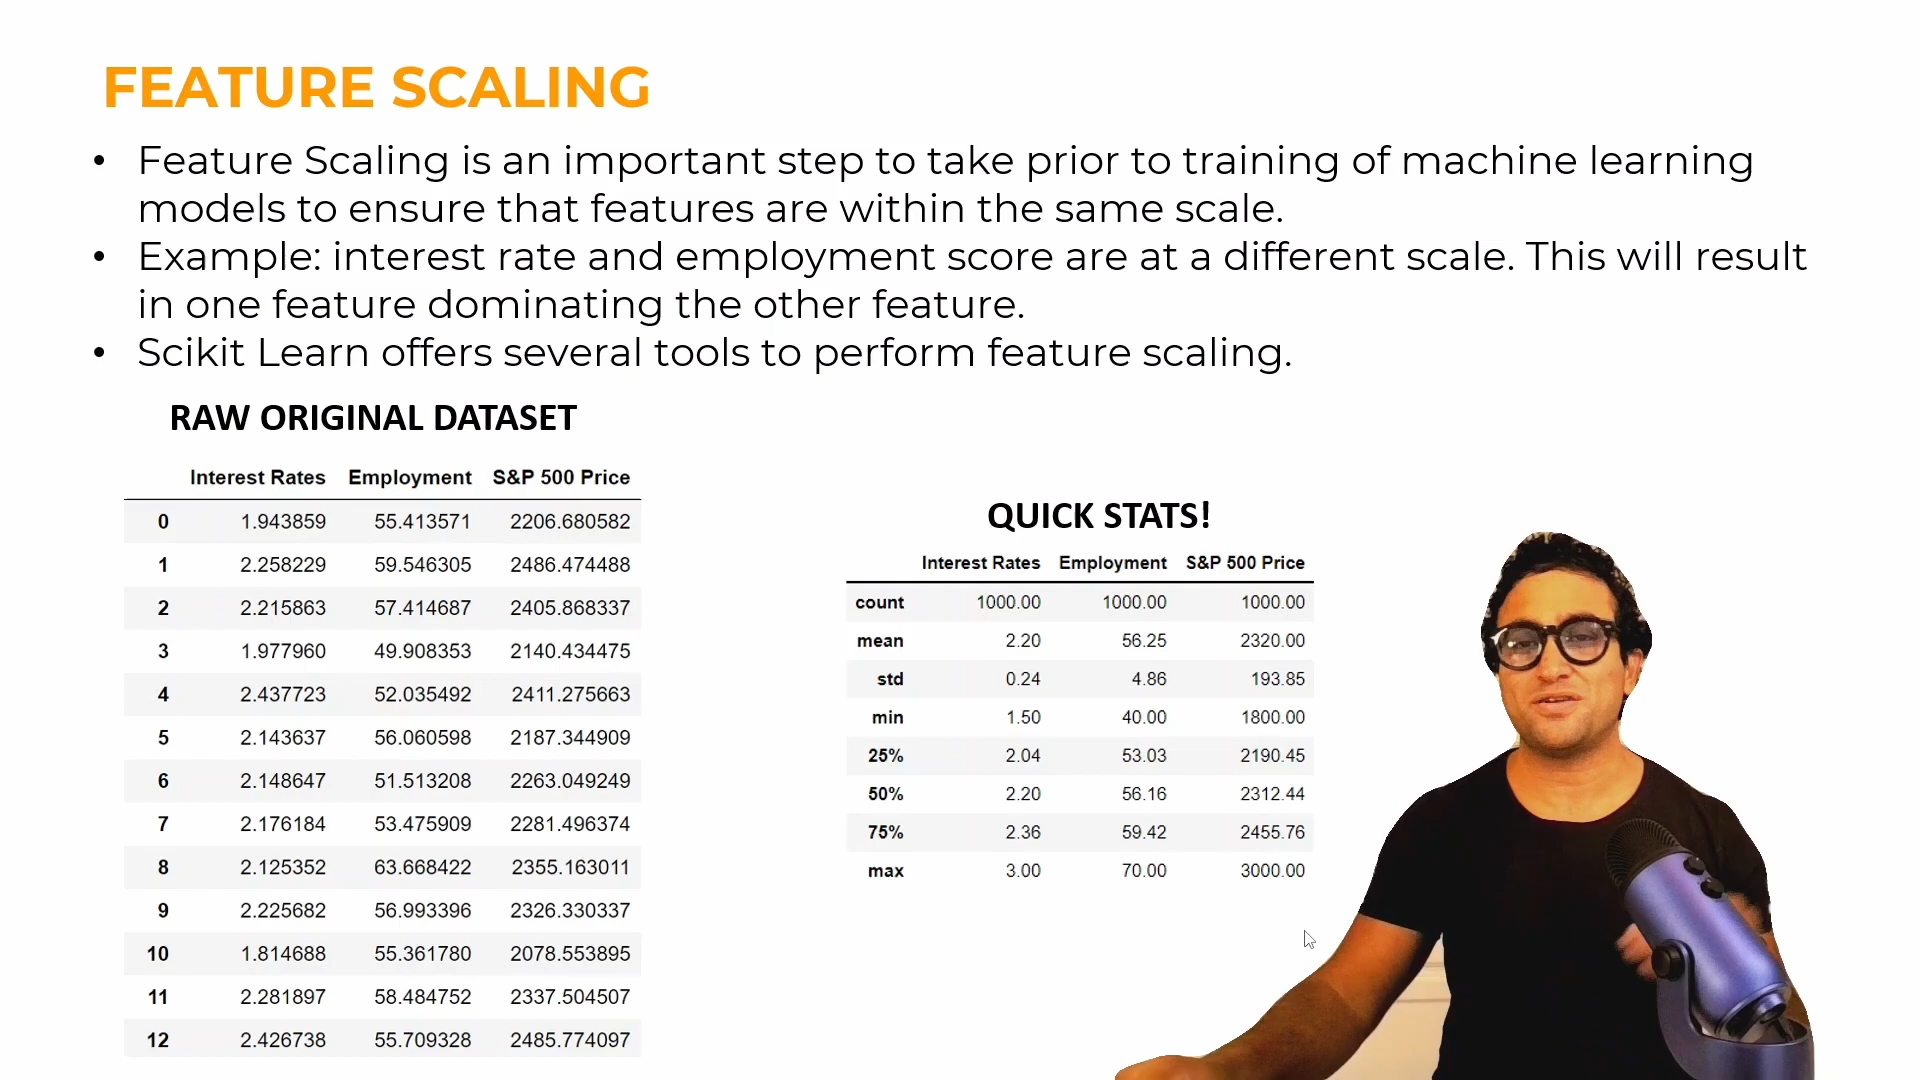 FEATURE SCALING
• Feature Scaling is an important step to take prior to training of machine learning
models to ensure that features are within the same scale.
• Example: interest rate and employment score are at a different scale. This will result
in one feature dominating the other feature.
• Scikit Learn offers several tools to perform feature scaling.
RAW ORIGINAL DATASET
Interest Rates Employment S&P 500 Price
0 1.943859 55.413571 2206.680582
1 2.258229 59.546305 2486.474488
2 2.215863 57.414687 2405.868337
3 1.977960 49.908353 2140.434475
4 2.437723 52.035492 2411.275663
5 2.143637 56.060598 2187.344909
6 2.148647 51.513208 2263.049249
7 2.176184 53.475909 2281.496374
8 2.125352 63.668422 2355.163011
9 2.225682 56.993396 2326.330337
10 1.814688 55.361780 2078.553895
11 2.281897 58.484752 2337.504507
12 2.426738 55.709328 2485.774097
QUICK STATS!
Interest Rates Employment S&P 500 Price
count 1000.00 1000.00 1000.00
mean 2.20 56.25 2320.00
std 0.24 4.86 193.85
min 1.50 40.00 1800.00
25% 2.04 53.03 2190.45
50% 2.20 56.16 2312.44
75% 2.36 59.42 2455.76
max 3.00 70.00 3000.00